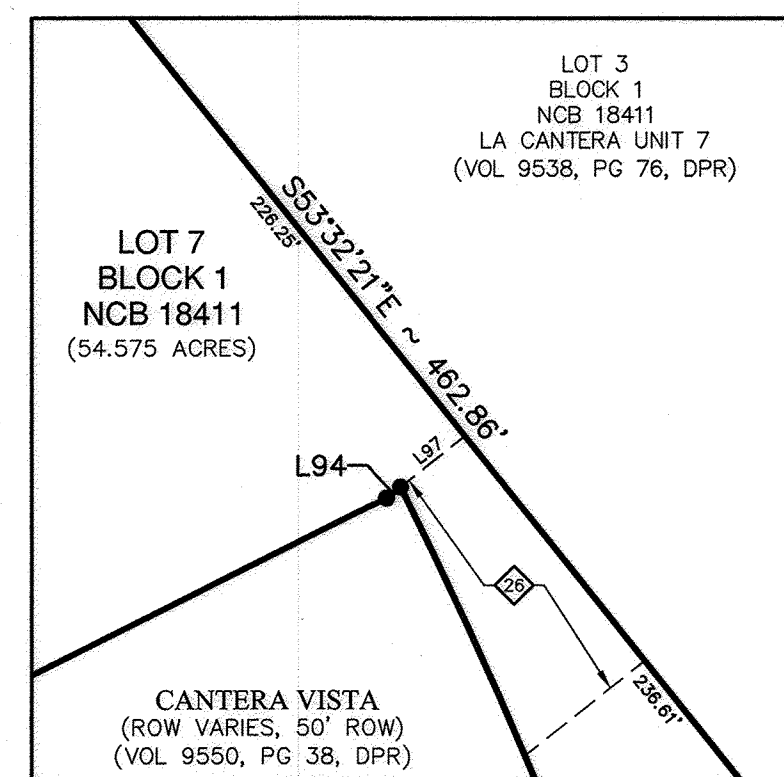 LOT 3
BLOCK 1
NCB 18411
LA CANTERA UNIT 7
(VOL 9538, PG 76, DPR)
S53°32'21"E ~ 462.86'
226.25'
LOT 7
BLOCK 1
NCB 18411
(54.575 ACRES)
L97
L94
26
236.61'
CANTERA VISTA
(ROW VARIES, 50' ROW)
(VOL 9550, PG 38, DPR)